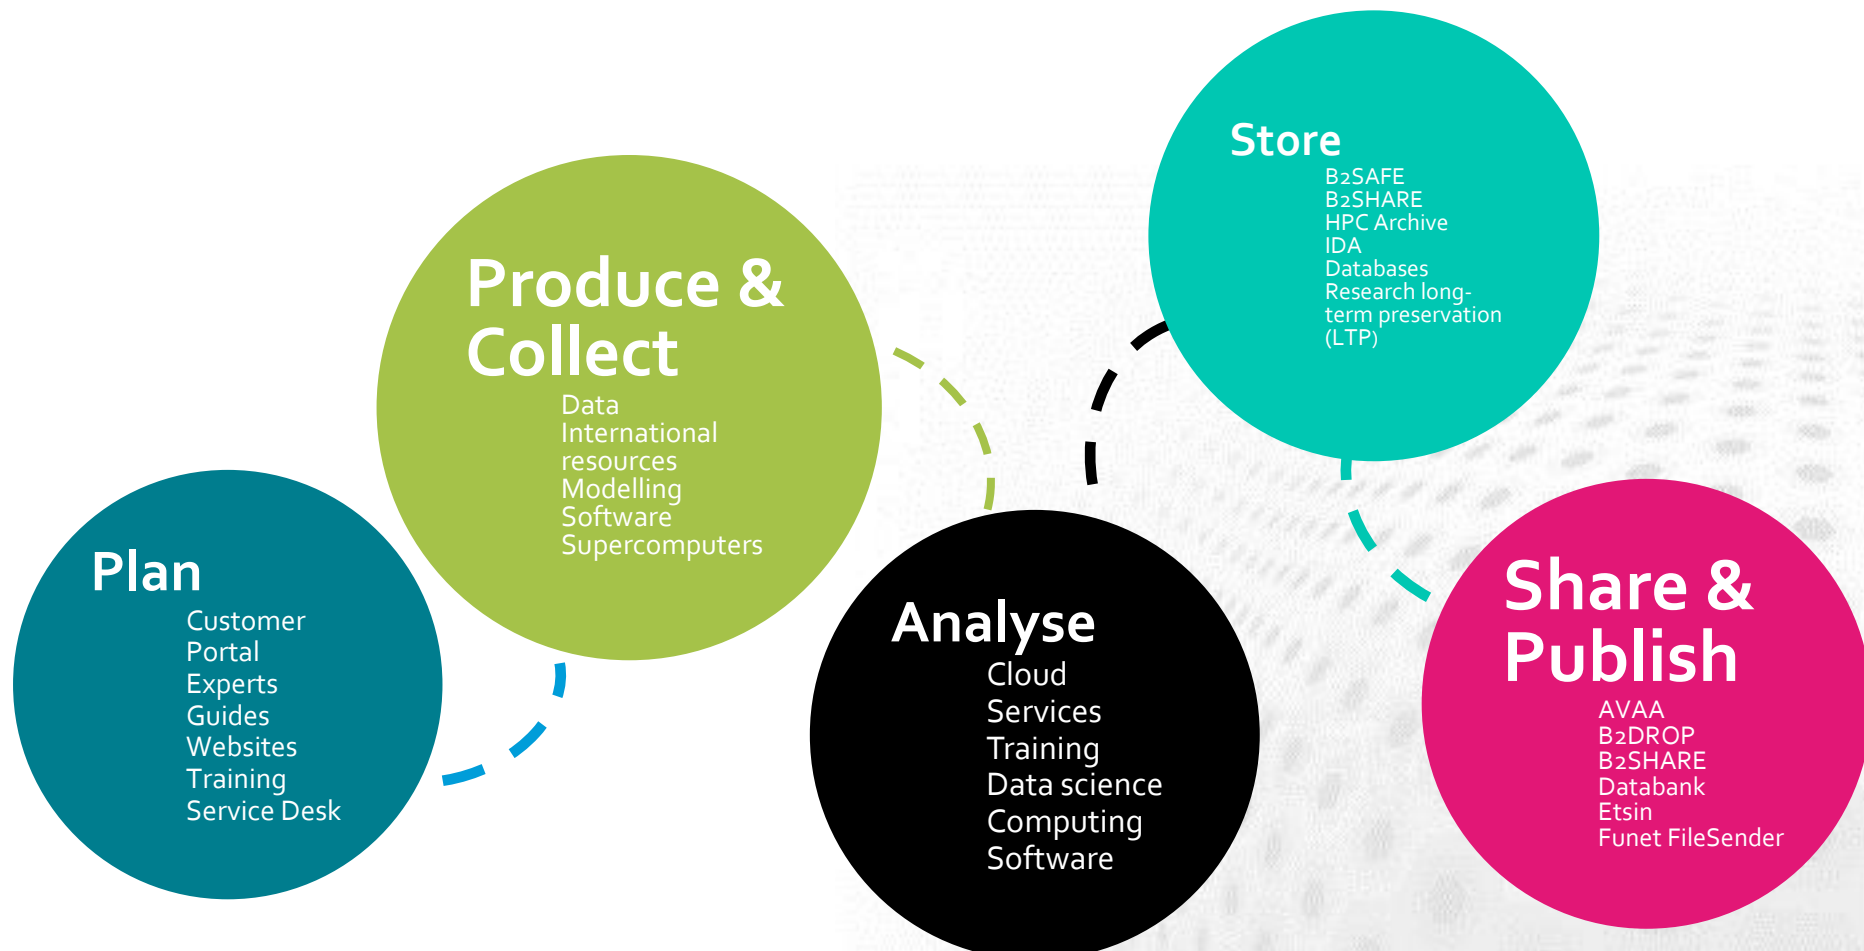 Plan
Customer
Portal
Experts
Guides
Websites
Training
Service Desk
Produce &
Collect
Data
International
resources
Modelling
Software
Supercomputers
Analyse
Cloud
Services
Training
Data science
Computing
Software
Store
B2SAFE
B2SHARE
HPC Archive
IDA
Databases
Research long-
term preservation
(LTP)
Share &
Publish
AVAA
B2DROP
B2SHARE
Databank
Etsin
Funet FileSender